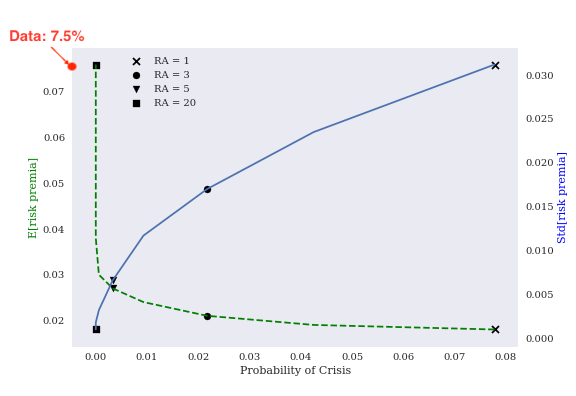 Data: 7.5%
RA = 1
RA = 3
RA = 5
RA = 20
E[risk premia]
0.07
0.06
0.05
0.04
0.03
0.02
Std[risk premia]
0.030
0.025
0.020
0.015
0.010
0.005
0.000
0.00 0.01 0.02 0.03 0.04 0.05 0.06 0.07 0.08
Probability of Crisis